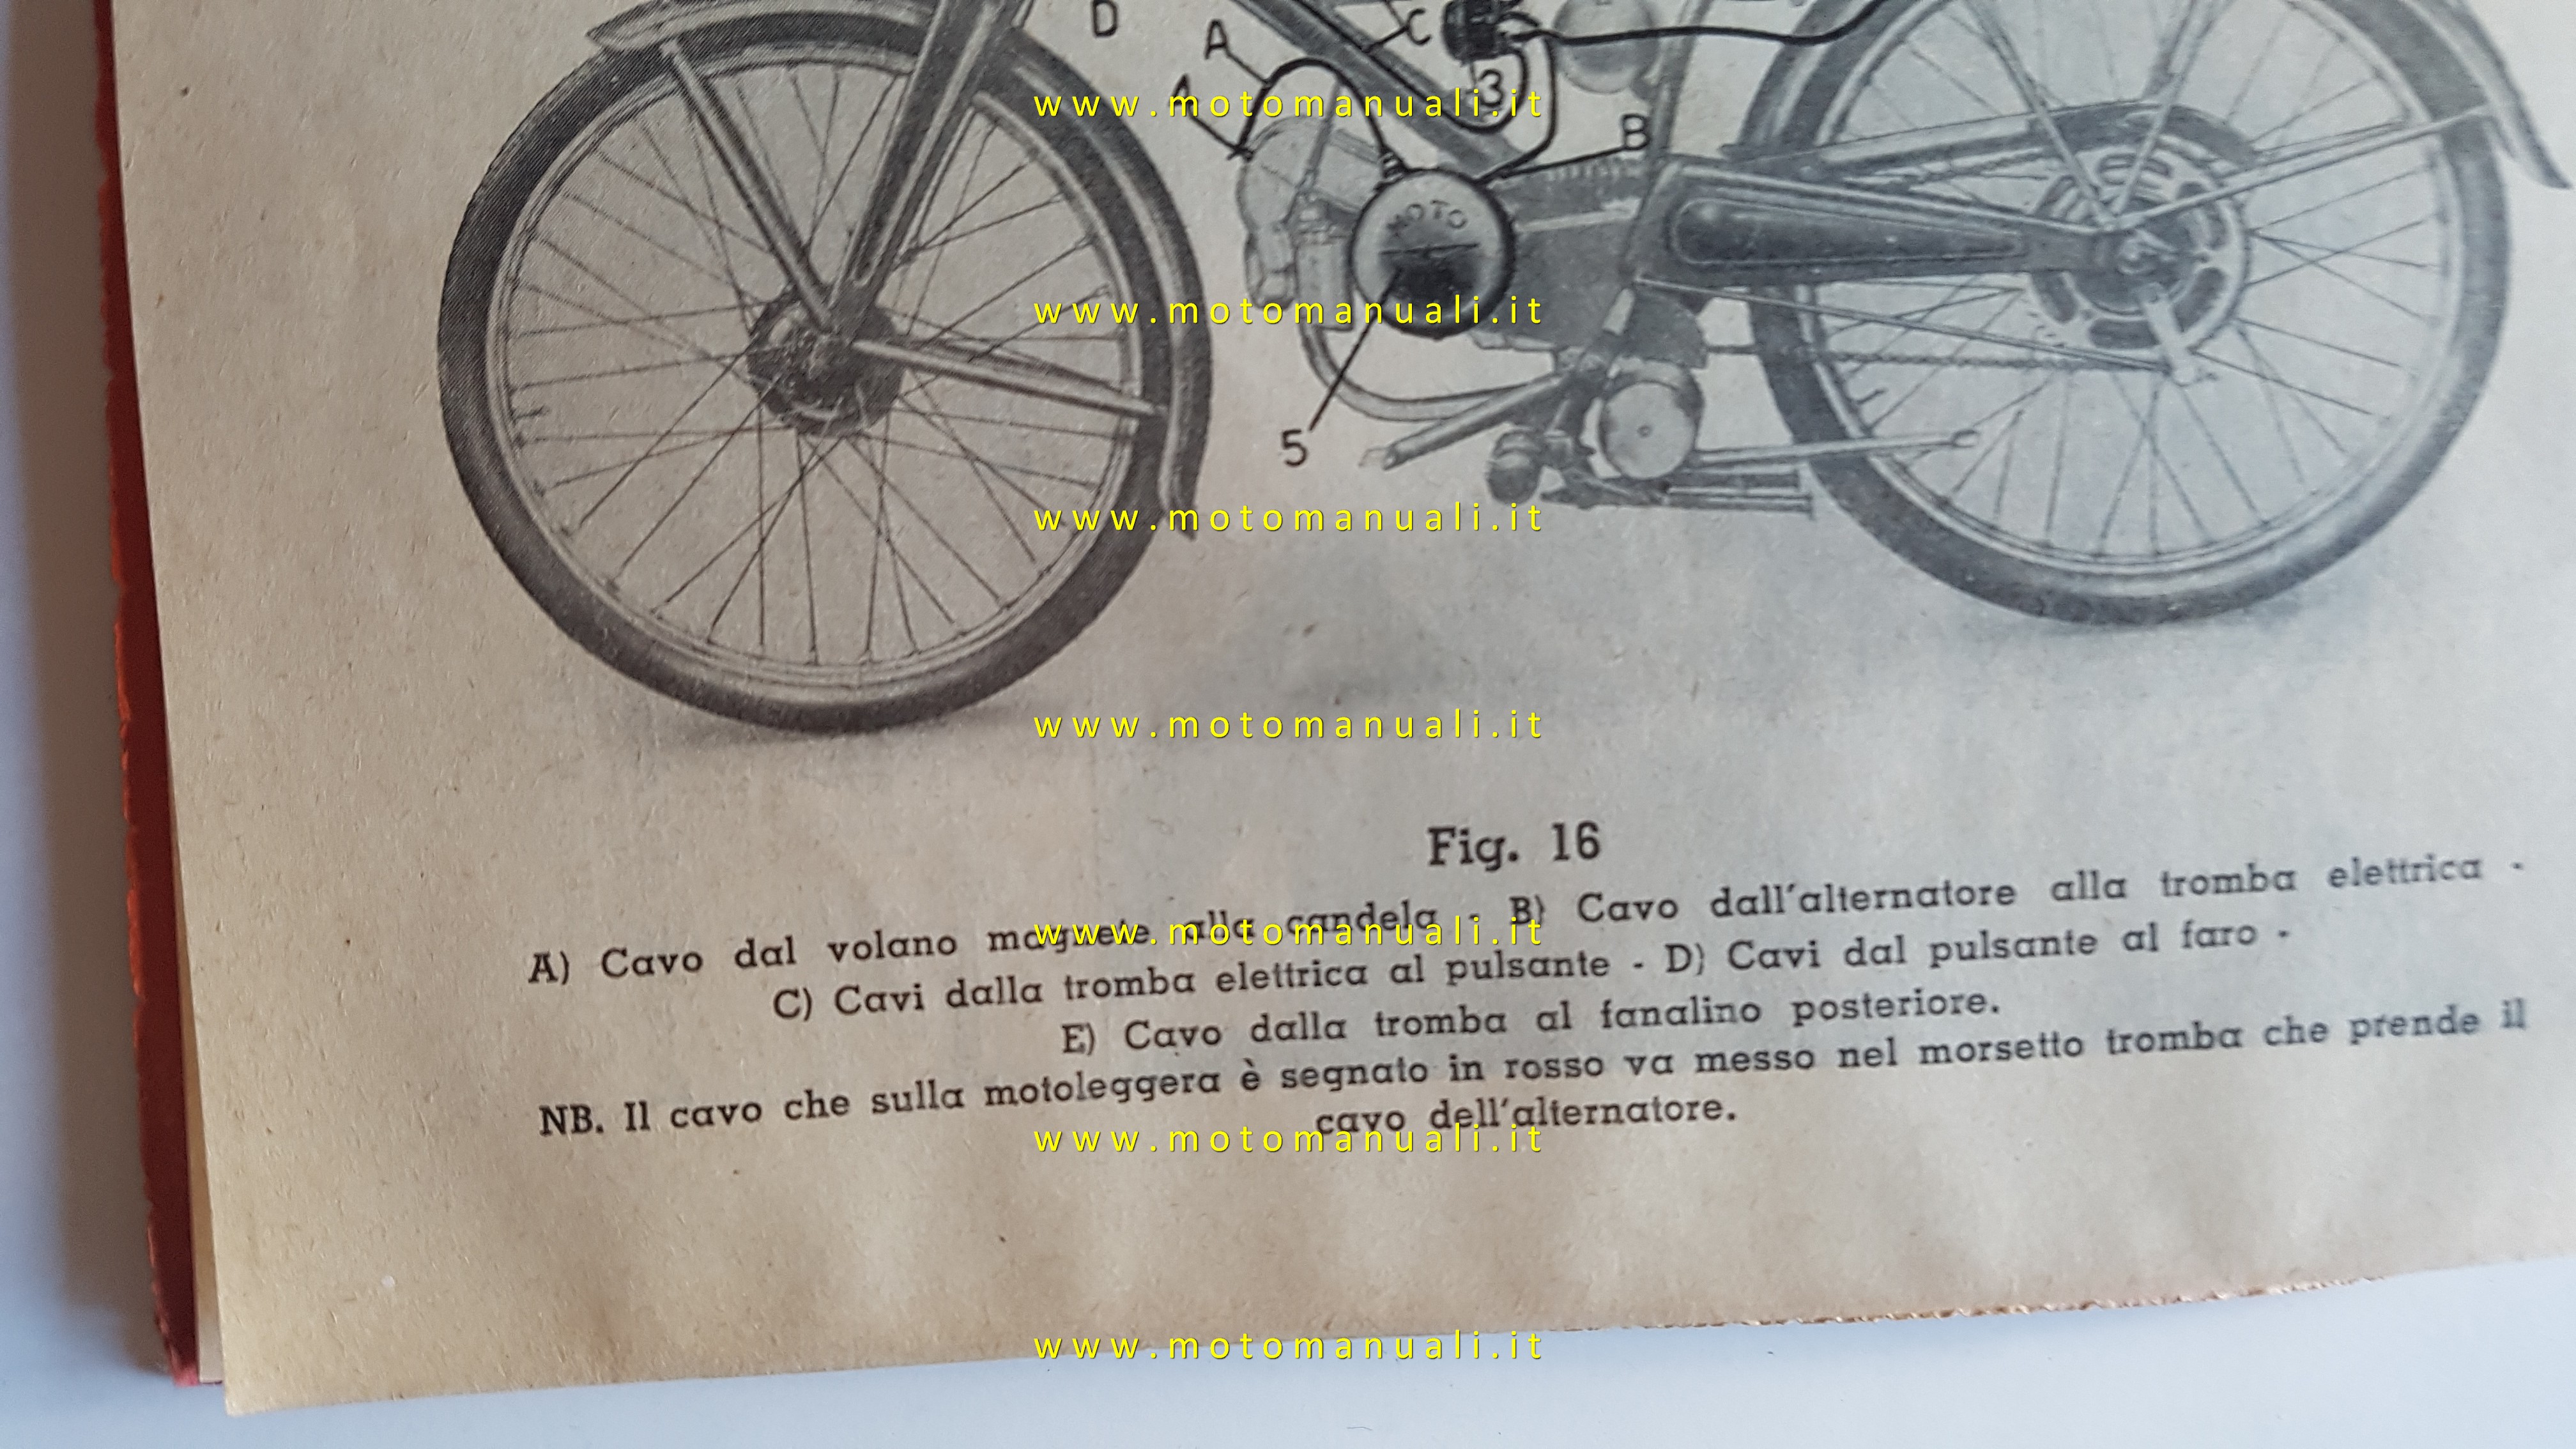 D
A
C
1
3
www.motomanuali.it
B
MOTO
www.motomanuali.it
5
www.motomanuali.it
www.motomanuali.it
Fig. 16
A) Cavo dal volano magnete alla candela - B) Cavo dall'alternatore alla tromba elettrica -
www.motomanuali.it
C) Cavi dalla tromba elettrica al pulsante - D) Cavi dal pulsante al faro -
E) Cavo dalla tromba al fanalino posteriore.
NB. Il cavo che sulla motoleggera è segnato in rosso va messo nel morsetto tromba che prende il
cavo dell'alternatore.
www.motomanuali.it
www.motomanuali.it